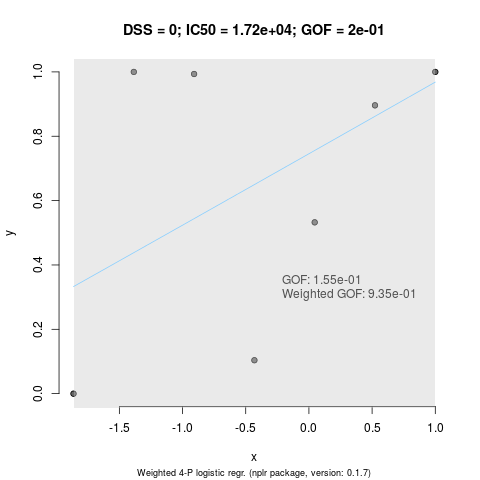 DSS = 0; IC50 = 1.72e+04; GOF = 2e-01
1.0
0.8
0.6
0.4
0.2
0.0
y
GOF: 1.55e-01
Weighted GOF: 9.35e-01
-1.5 -1.0 -0.5 0.0 0.5 1.0
x
Weighted 4-P logistic regr. (nplr package, version: 0.1.7)